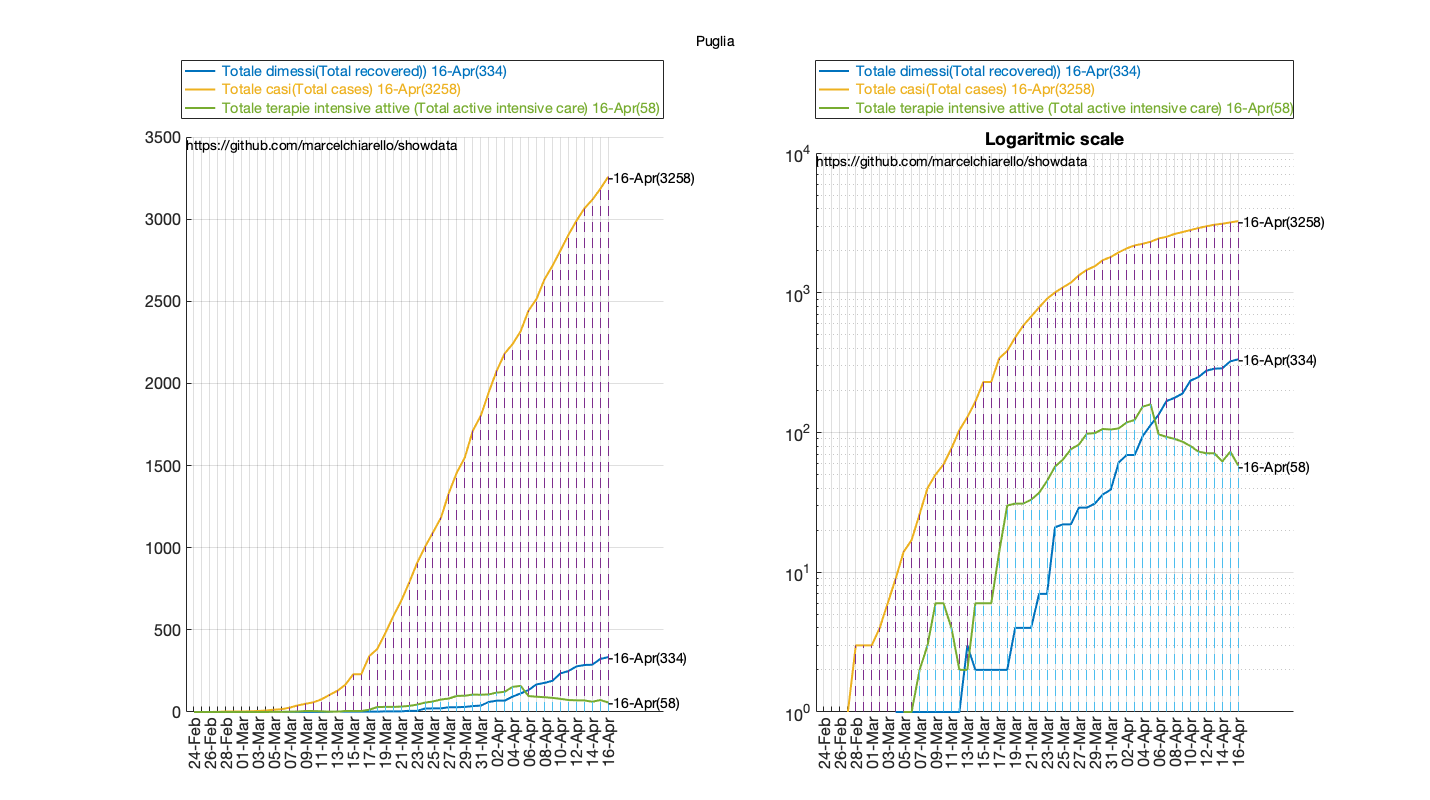 Puglia
Totale dimessi(Total recovered)) 16-Apr(334)
Totale casi(Total cases) 16-Apr(3258)
Totale terapie intensive attive (Total active intensive care) 16-Apr(58)
https://github.com/marcelchiarello/showdata
3500
3000
2500
2000
1500
1000
500
0
16-Apr(3258)
16-Apr(334)
16-Apr(58)
24-Feb
26-Feb
28-Feb
01-Mar
03-Mar
05-Mar
07-Mar
09-Mar
11-Mar
13-Mar
15-Mar
17-Mar
19-Mar
21-Mar
23-Mar
25-Mar
27-Mar
29-Mar
31-Mar
02-Apr
04-Apr
06-Apr
08-Apr
10-Apr
12-Apr
14-Apr
16-Apr
Totale dimessi(Total recovered)) 16-Apr(334)
Totale casi(Total cases) 16-Apr(3258)
Totale terapie intensive attive (Total active intensive care) 16-Apr(58)
Logaritmic scale
https://github.com/marcelchiarello/showdata
10^4
10^3
10^2
10^1
10^0
16-Apr(3258)
16-Apr(334)
16-Apr(58)
24-Feb
26-Feb
28-Feb
01-Mar
03-Mar
05-Mar
07-Mar
09-Mar
11-Mar
13-Mar
15-Mar
17-Mar
19-Mar
21-Mar
23-Mar
25-Mar
27-Mar
29-Mar
31-Mar
02-Apr
04-Apr
06-Apr
08-Apr
10-Apr
12-Apr
14-Apr
16-Apr